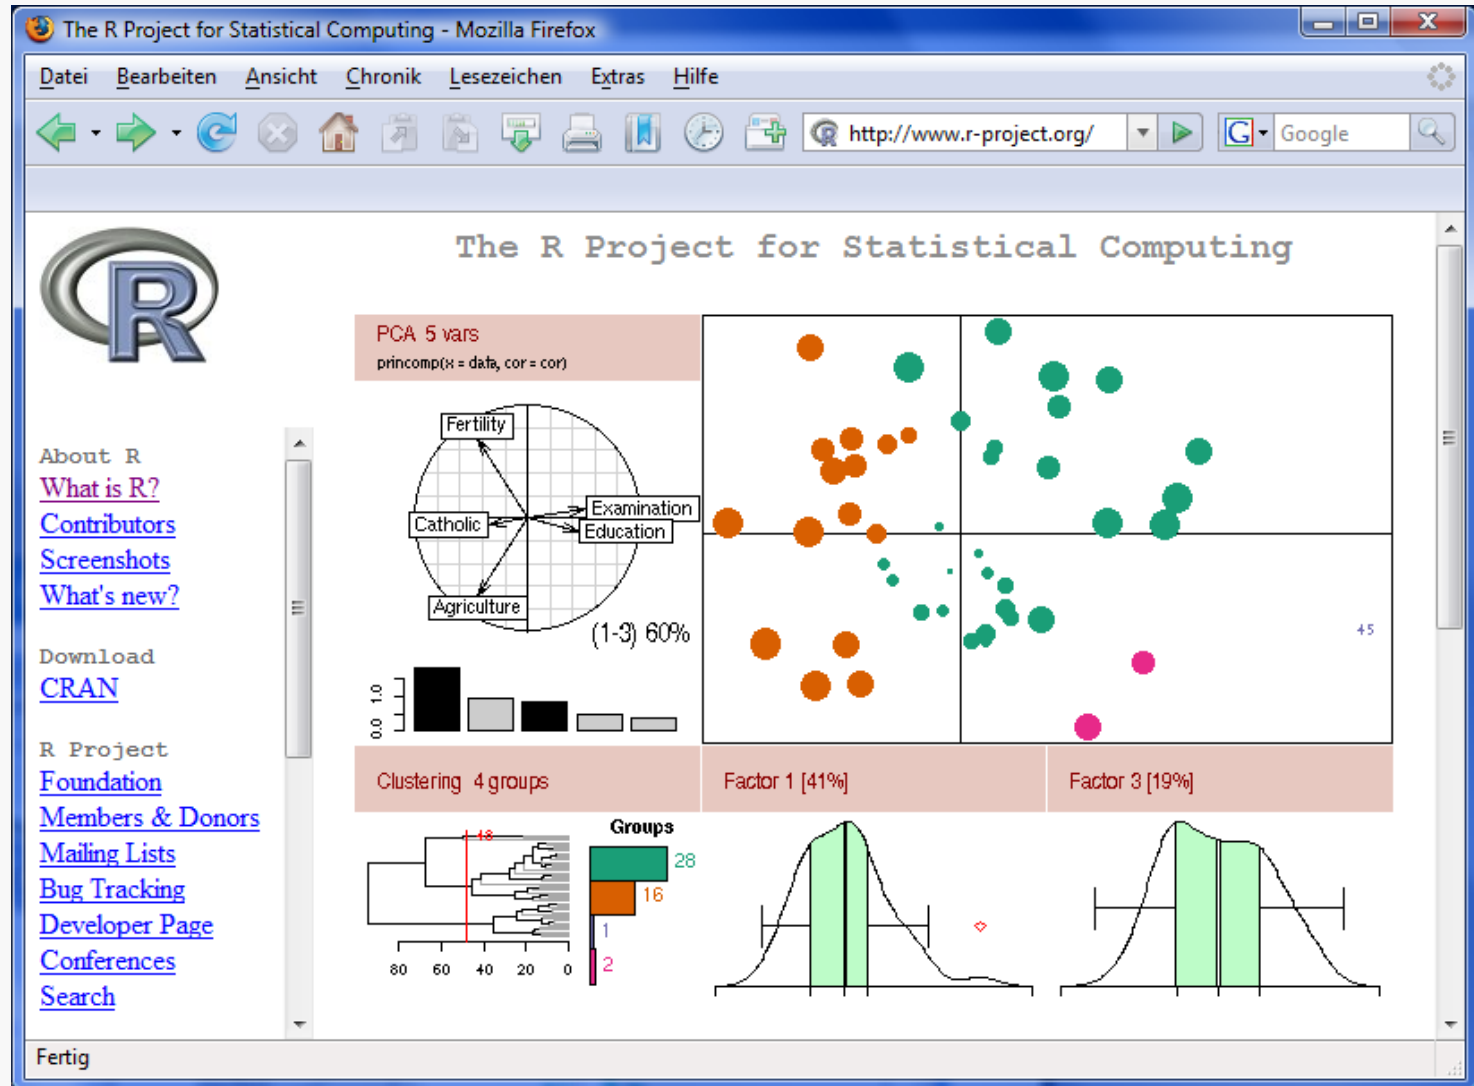 The R Project for Statistical Computing - Mozilla Firefox
Datei Bearbeiten Ansicht Chronik Lesezeichen Extras Hilfe
http://www.r-project.org/ G Google
R
The R Project for Statistical Computing
About R
What is R?
Contributors
Screenshots
What's new?
Download
CRAN
R Project
Foundation
Members & Donors
Mailing Lists
Bug Tracking
Developer Page
Conferences
Search
PCA 5 vars
princomp(x = data, cor = cor)
Fertility
Examination
Catholic
Education
Agriculture
(1-3) 60%
1.0
0.0
45
Clustering 4 groups
Factor 1 [41%]
Factor 3 [19%]
18
Groups
28
16
1
2
80 60 40 20 0
Fertig